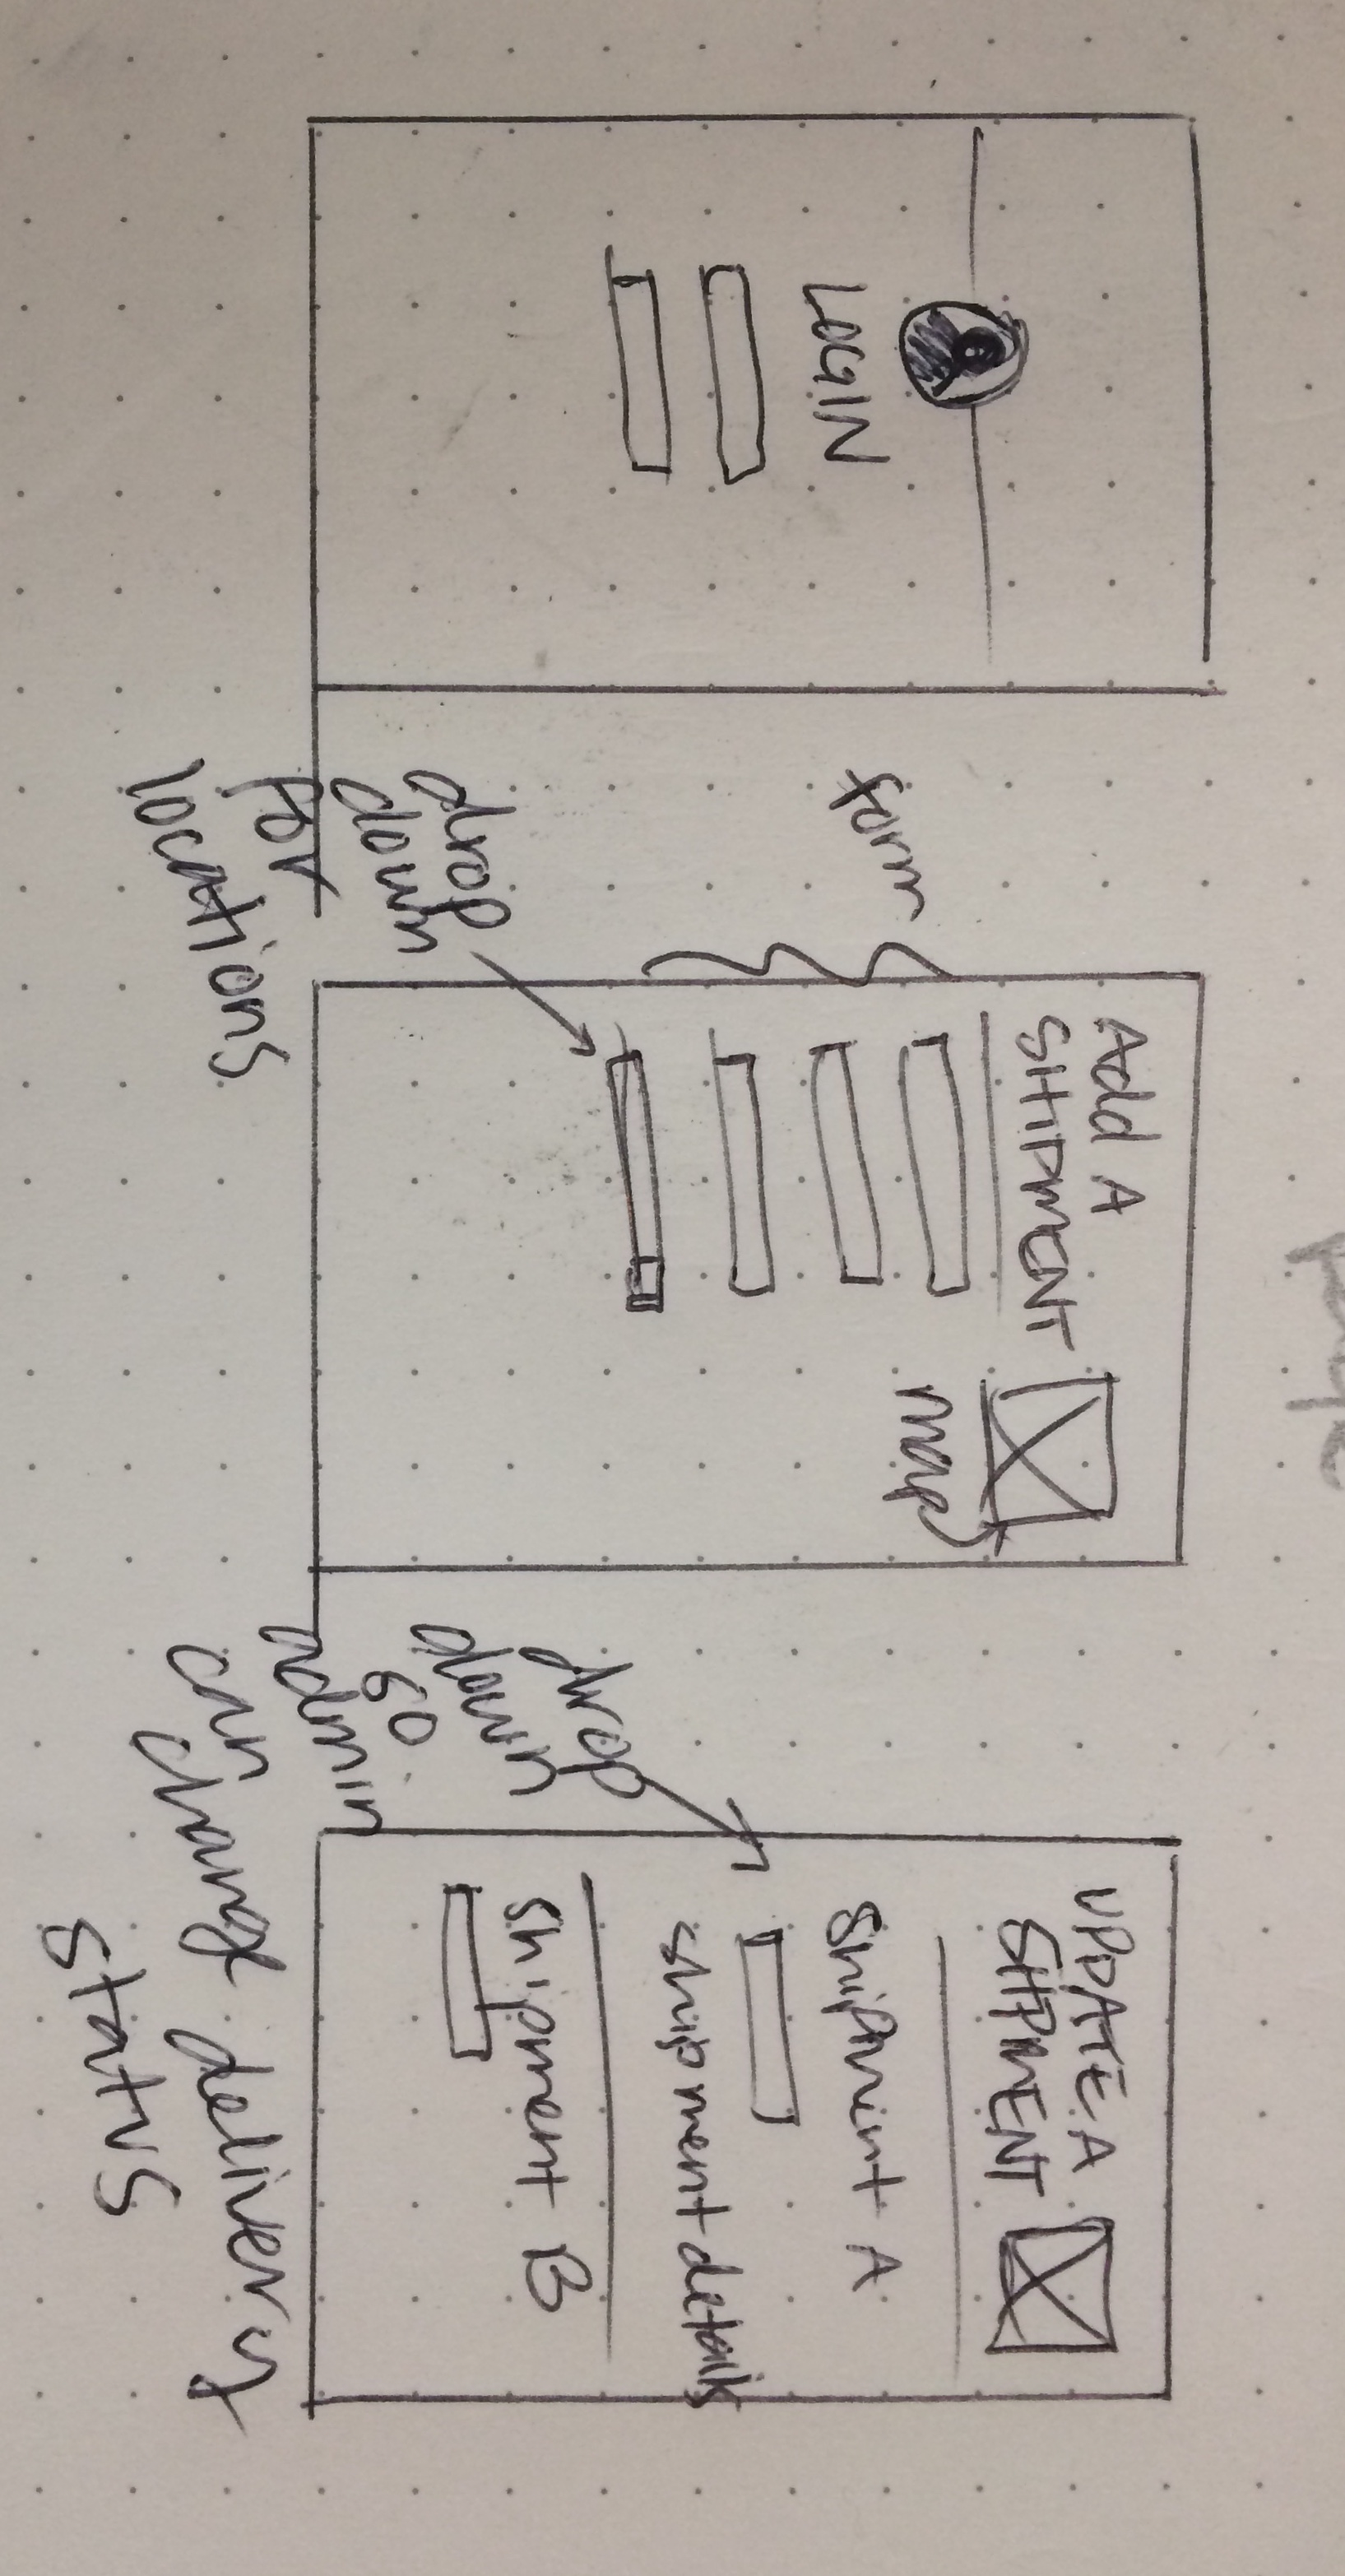 LOGIN
form
drop
down
for
locations
Add A
SHIPMENT
map
drop
down
so
admin
can change delivery
status
UPDATE A
SHIPMENT
Shipment A
shipment details
Shipment B